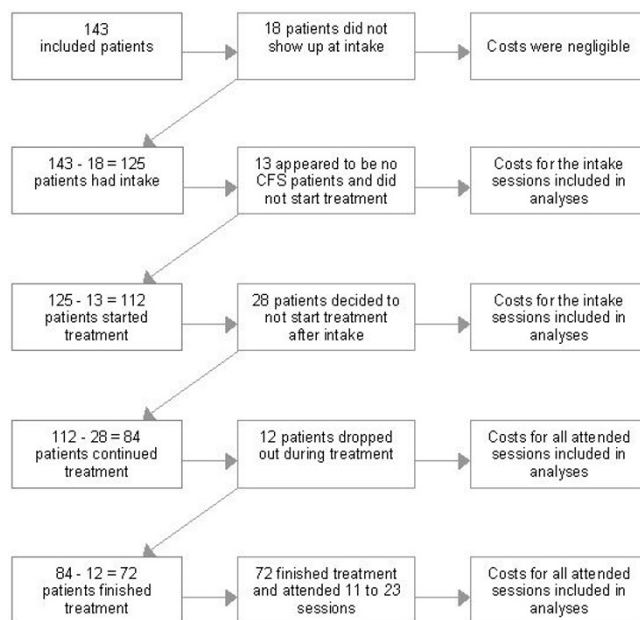 143
included patients
18 patients did not
show up at intake
Costs were negligible
143 - 18 = 125
patients had intake
13 appeared to be no
CFS patients and did
not start treatment
Costs for the intake
sessions included in
analyses
125 - 13 = 112
patients started
treatment
28 patients decided to
not start treatment
after intake
Costs for the intake
sessions included in
analyses
112 - 28 = 84
patients continued
treatment
12 patients dropped
out during treatment
Costs for all attended
sessions included in
analyses
84 - 12 = 72
patients finished
treatment
72 finished treatment
and attended 11 to 23
sessions
Costs for all attended
sessions included in
analyses